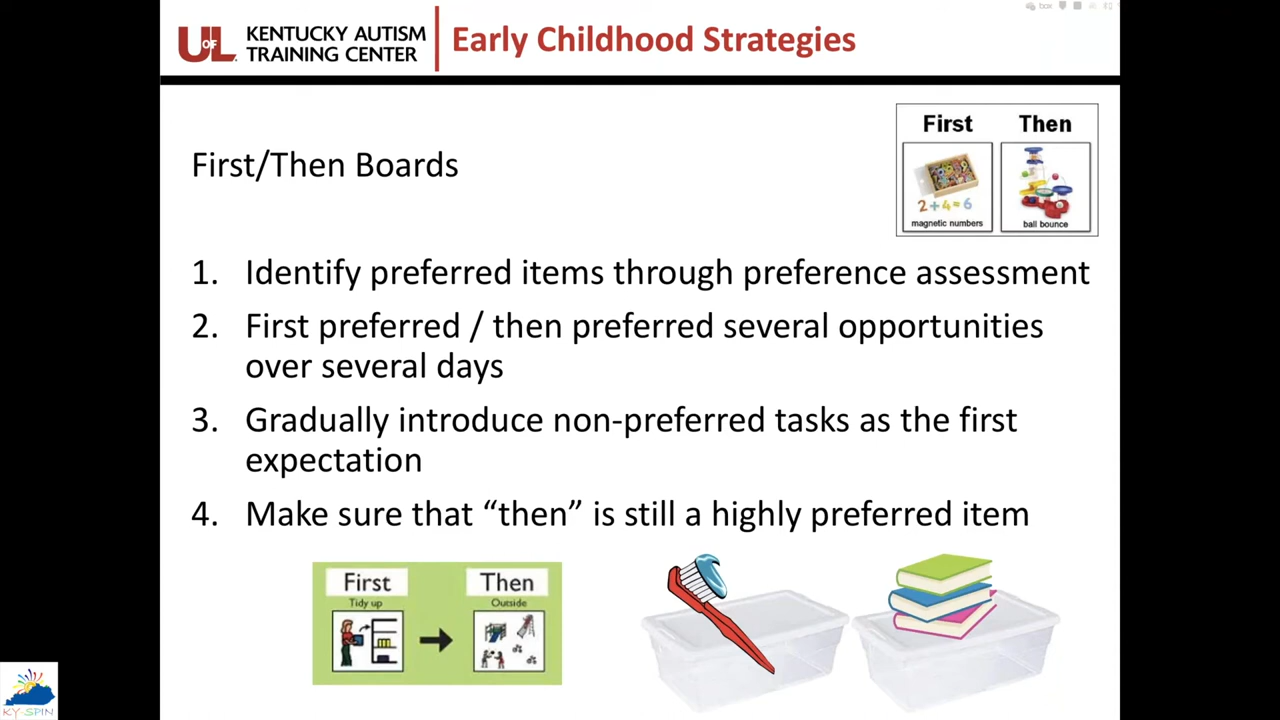 box
UofL
KENTUCKY AUTISM
TRAINING CENTER
Early Childhood Strategies
First Then
2+4=6
magnetic numbers ball bounce
First/Then Boards
1. Identify preferred items through preference assessment
2. First preferred / then preferred several opportunities
over several days
3. Gradually introduce non-preferred tasks as the first
expectation
4. Make sure that “then” is still a highly preferred item
First Then
Tidy up Outside
KY-SPIN